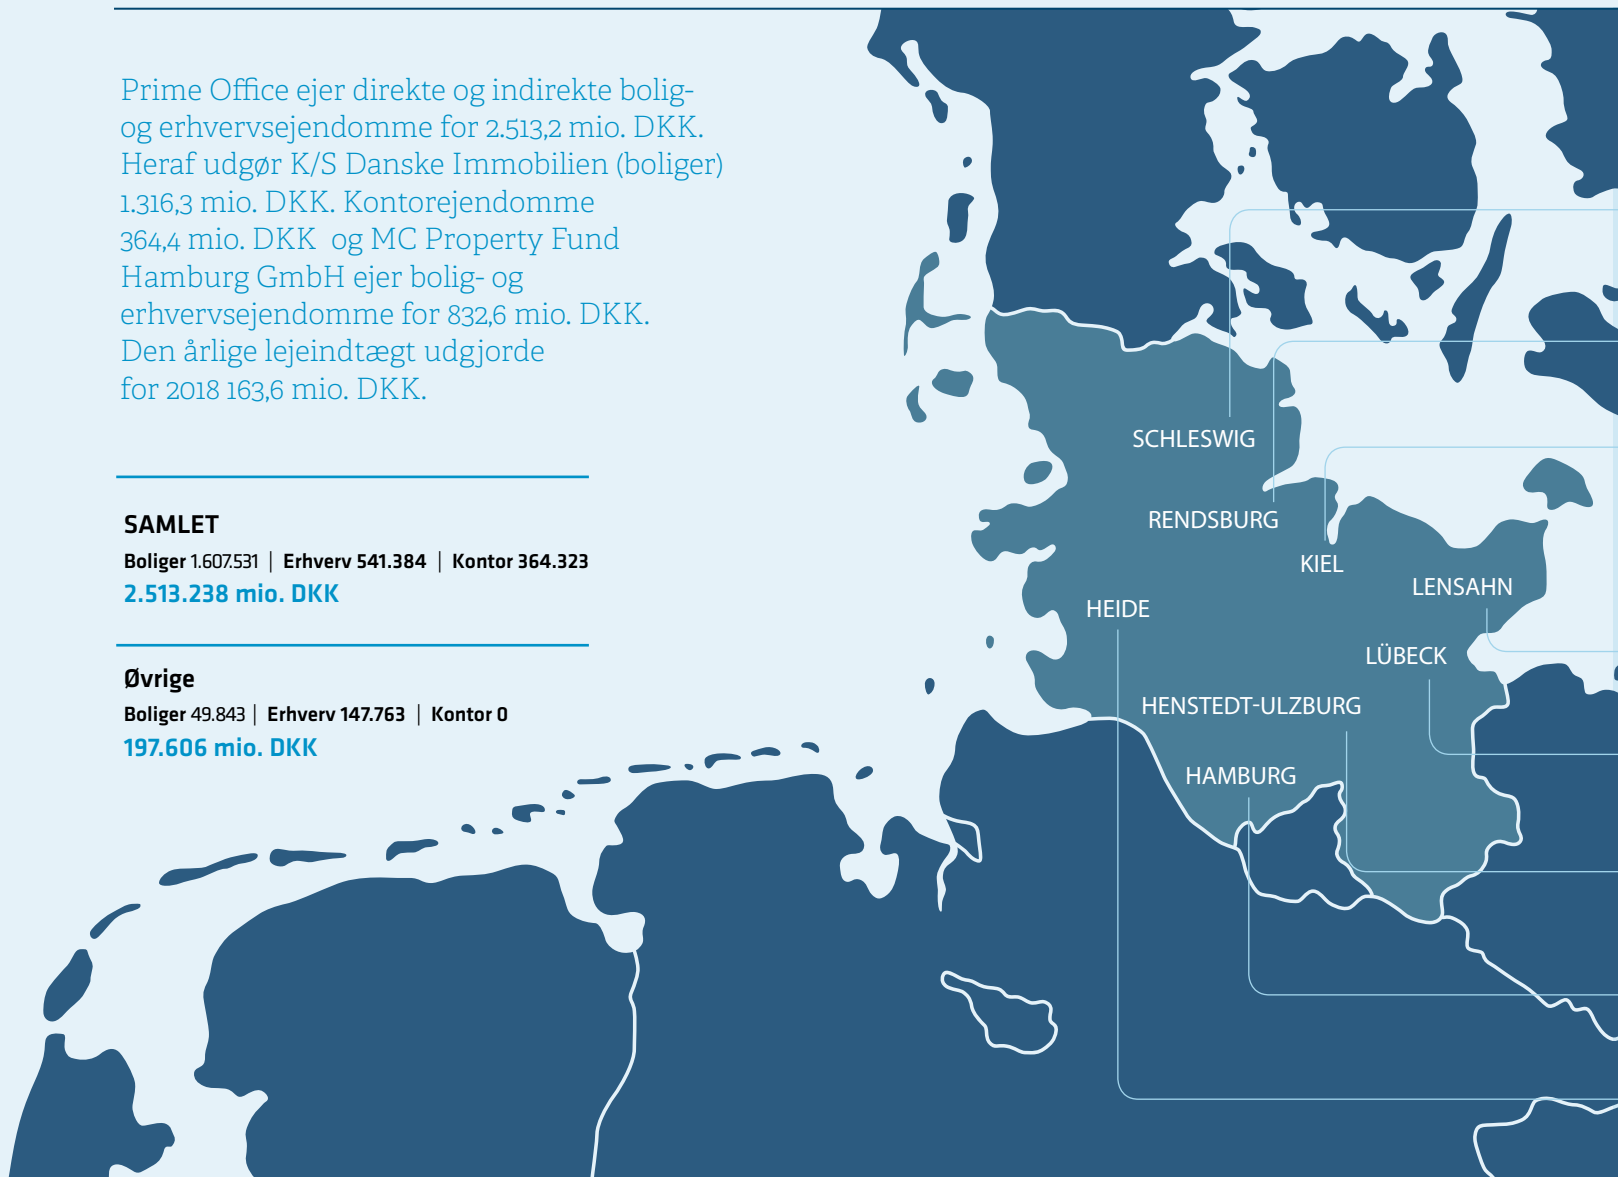 Prime Office ejer direkte og indirekte bolig-
og erhvervsejendomme for 2.513,2 mio. DKK.
Heraf udgør K/S Danske Immobilien (boliger)
1.316,3 mio. DKK. Kontorejendomme
364,4 mio. DKK og MC Property Fund
Hamburg GmbH ejer bolig- og
erhvervsejendomme for 832,6 mio. DKK.
Den årlige lejeindtægt udgjorde
for 2018 163,6 mio. DKK.
SAMLET
Boliger 1.607.531 | Erhverv 541.384 | Kontor 364.323
2.513.238 mio. DKK
Øvrige
Boliger 49.843 | Erhverv 147.763 | Kontor 0
197.606 mio. DKK
SCHLESWIG
RENDSBURG
KIEL
LENSAHN
HEIDE
LÜBECK
HENSTEDT-ULZBURG
HAMBURG